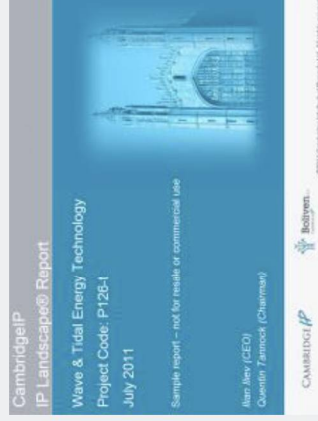 CambridgeIP
IP Landscape® Report
Wave & Tidal Energy Technology
Project Code: P126-I
July 2011
Sample report – not for resale or commercial use
Ilian Iliev (CEO)
Quentin Tannock (Chairman)
CAMBRIDGE IP
Boliven